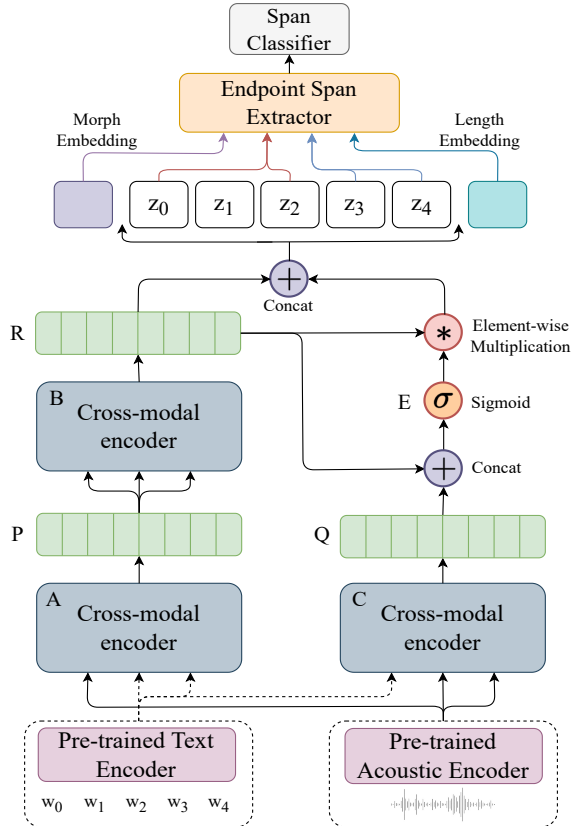 Span
Classifier
Endpoint Span
Extractor
Morph
Embedding
Length
Embedding
z0 z1 z2 z3 z4
+
Concat
R
*
Element-wise
Multiplication
B
Cross-modal
encoder
E
σ
Sigmoid
+
Concat
P
Q
A
Cross-modal
encoder
C
Cross-modal
encoder
Pre-trained Text
Encoder
w0 w1 w2 w3 w4
Pre-trained
Acoustic Encoder